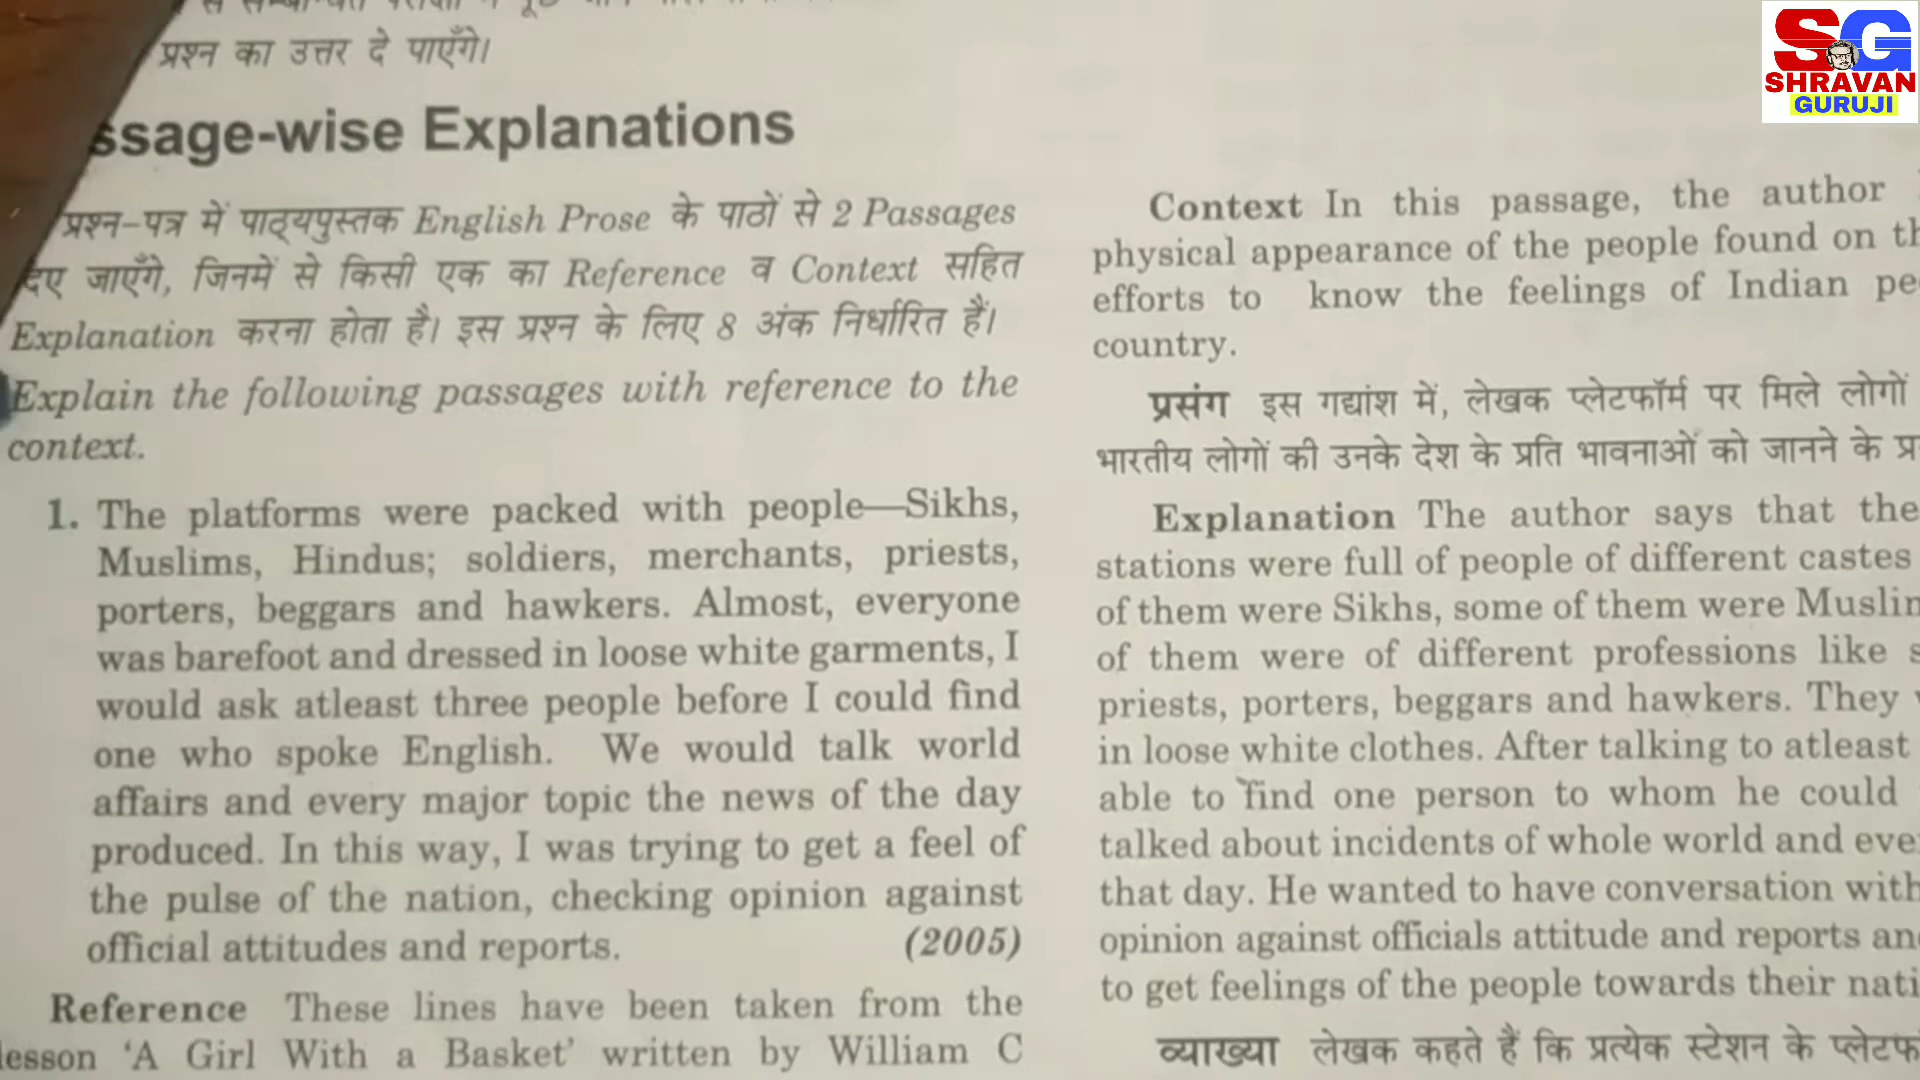 प्रश्न का उत्तर दे पाएँगे।
ssage-wise Explanations
प्रश्न-पत्र में पाठ्यपुस्तक English Prose के पाठों से 2 Passages
दिए जाएँगे, जिनमें से किसी एक का Reference व Context सहित
Explanation करना होता है। इस प्रश्न के लिए 8 अंक निर्धारित हैं।
Explain the following passages with reference to the
context.
1. The platforms were packed with people—Sikhs,
Muslims, Hindus; soldiers, merchants, priests,
porters, beggars and hawkers. Almost, everyone
was barefoot and dressed in loose white garments, I
would ask atleast three people before I could find
one who spoke English. We would talk world
affairs and every major topic the news of the day
produced. In this way, I was trying to get a feel of
the pulse of the nation, checking opinion against
official attitudes and reports. (2005)
Reference These lines have been taken from the
lesson ‘A Girl With a Basket’ written by William C
Context In this passage, the author
physical appearance of the people found on th
efforts to know the feelings of Indian pe
country.
प्रसंग इस गद्यांश में, लेखक प्लेटफॉर्म पर मिले लोगों
भारतीय लोगों की उनके देश के प्रति भावनाओं को जानने के प्र
Explanation The author says that the
stations were full of people of different castes
of them were Sikhs, some of them were Muslim
of them were of different professions like s
priests, porters, beggars and hawkers. They
in loose white clothes. After talking to atleast
able to find one person to whom he could
talked about incidents of whole world and eve
that day. He wanted to have conversation with
opinion against officials attitude and reports an
to get feelings of the people towards their nati
व्याख्या लेखक कहते हैं कि प्रत्येक स्टेशन के प्लेटफ
SG
SHRAVAN
GURUJI